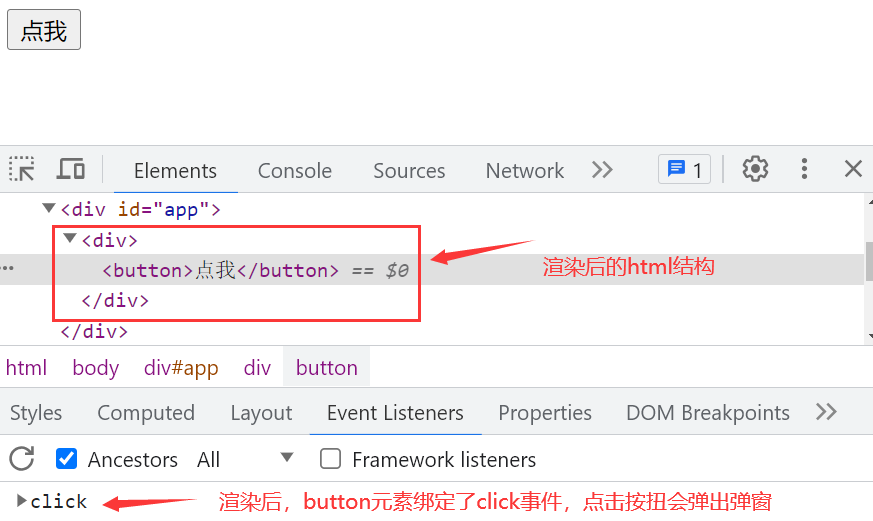 点我
Elements Console Sources Network 1
<div id="app">
<div>
<button>点我</button> == $0
渲染后的html结构
</div>
</div>
html body div#app div button
Styles Computed Layout Event Listeners Properties DOM Breakpoints
Ancestors All Framework listeners
click 渲染后，button元素绑定了click事件，点击按扭会弹出弹窗